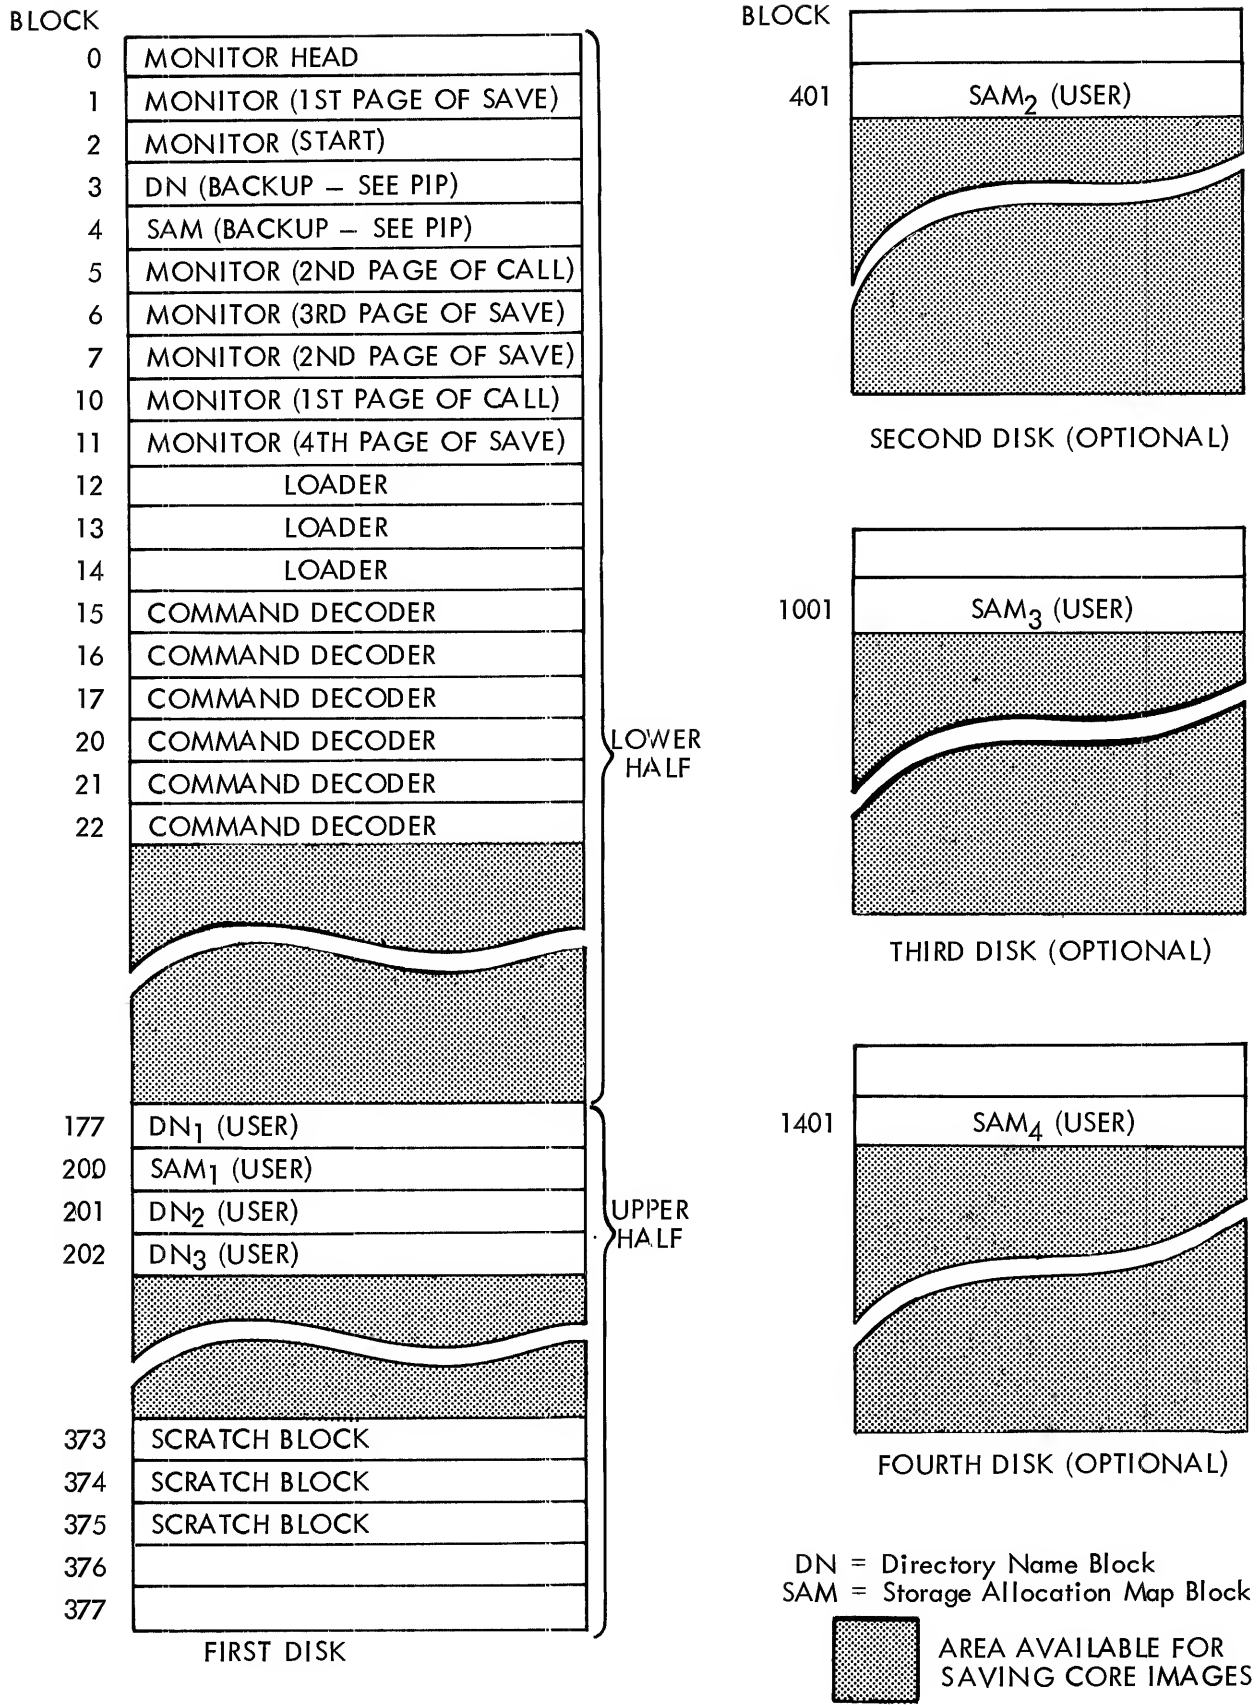 BLOCK
0 MONITOR HEAD
1 MONITOR (1ST PAGE OF SAVE)
2 MONITOR (START)
3 DN (BACKUP – SEE PIP)
4 SAM (BACKUP – SEE PIP)
5 MONITOR (2ND PAGE OF CALL)
6 MONITOR (3RD PAGE OF SAVE)
7 MONITOR (2ND PAGE OF SAVE)
10 MONITOR (1ST PAGE OF CALL)
11 MONITOR (4TH PAGE OF SAVE)
12 LOADER
13 LOADER
14 LOADER
15 COMMAND DECODER
16 COMMAND DECODER
17 COMMAND DECODER
20 COMMAND DECODER
21 COMMAND DECODER
22 COMMAND DECODER
LOWER
HALF
177 DN1 (USER)
200 SAM1 (USER)
201 DN2 (USER)
202 DN3 (USER)
UPPER
HALF
373 SCRATCH BLOCK
374 SCRATCH BLOCK
375 SCRATCH BLOCK
376
377
FIRST DISK
BLOCK
401 SAM2 (USER)
SECOND DISK (OPTIONAL)
1001 SAM3 (USER)
THIRD DISK (OPTIONAL)
1401 SAM4 (USER)
FOURTH DISK (OPTIONAL)
DN = Directory Name Block
SAM = Storage Allocation Map Block
AREA AVAILABLE FOR
SAVING CORE IMAGES